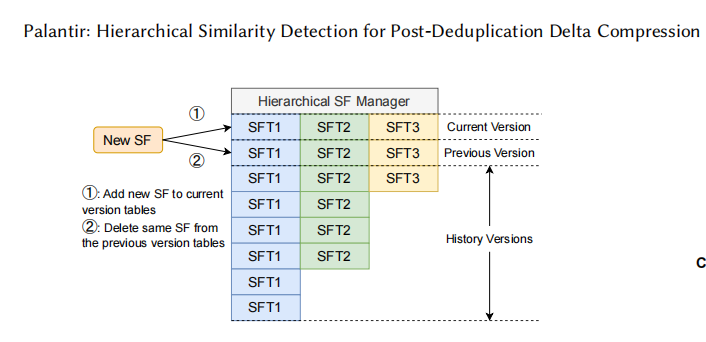 Palantir: Hierarchical Similarity Detection for Post-Deduplication Delta Compression
Hierarchical SF Manager
①
New SF
②
SFT1 SFT2 SFT3 Current Version
SFT1 SFT2 SFT3 Previous Version
SFT1 SFT2 SFT3
①: Add new SF to current
version tables
②: Delete same SF from
the previous version tables
SFT1 SFT2
SFT1 SFT2
SFT1 SFT2
History Versions
SFT1
SFT1
C